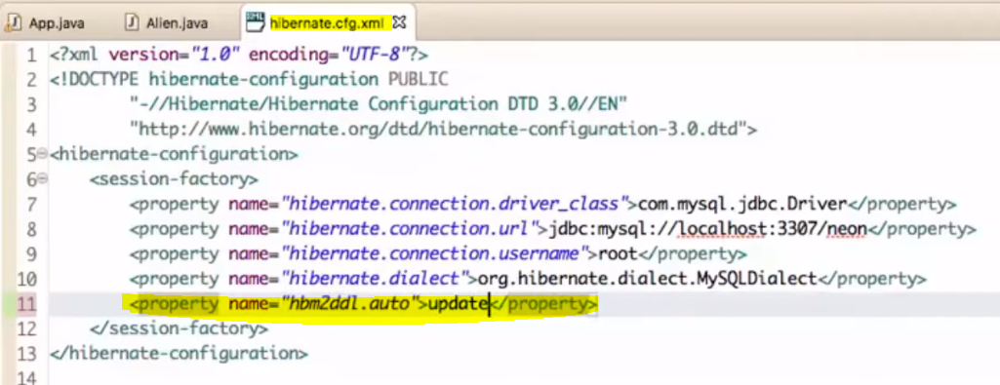 App.java Alien.java hibernate.cfg.xml
1 <?xml version="1.0" encoding="UTF-8"?>
2 <!DOCTYPE hibernate-configuration PUBLIC
3 "-//Hibernate/Hibernate Configuration DTD 3.0//EN"
4 "http://www.hibernate.org/dtd/hibernate-configuration-3.0.dtd">
5 <hibernate-configuration>
6 <session-factory>
7 <property name="hibernate.connection.driver_class">com.mysql.jdbc.Driver</property>
8 <property name="hibernate.connection.url">jdbc:mysql://localhost:3307/neon</property>
9 <property name="hibernate.connection.username">root</property>
10 <property name="hibernate.dialect">org.hibernate.dialect.MySQLDialect</property>
11 <property name="hbm2ddl.auto">update</property>
12 </session-factory>
13 </hibernate-configuration>
14